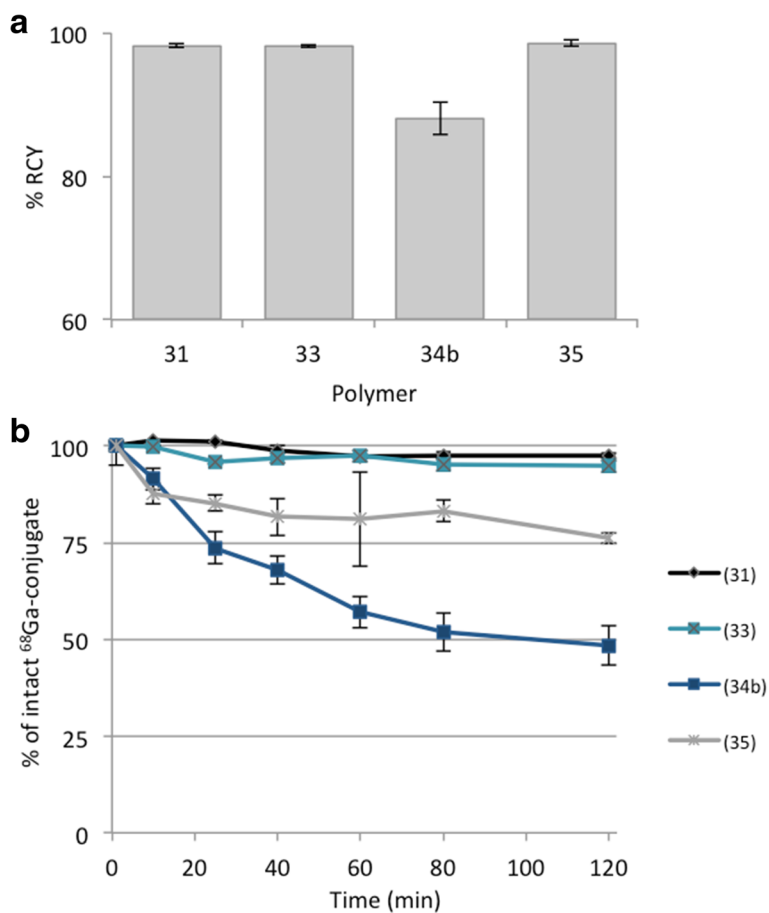 a
100
80
60
% RCY
31 33 34b 35
Polymer
b
100
75
50
25
0
% of intact ⁶⁸Ga-conjugate
0 20 40 60 80 100 120
Time (min)
(31)
(33)
(34b)
(35)